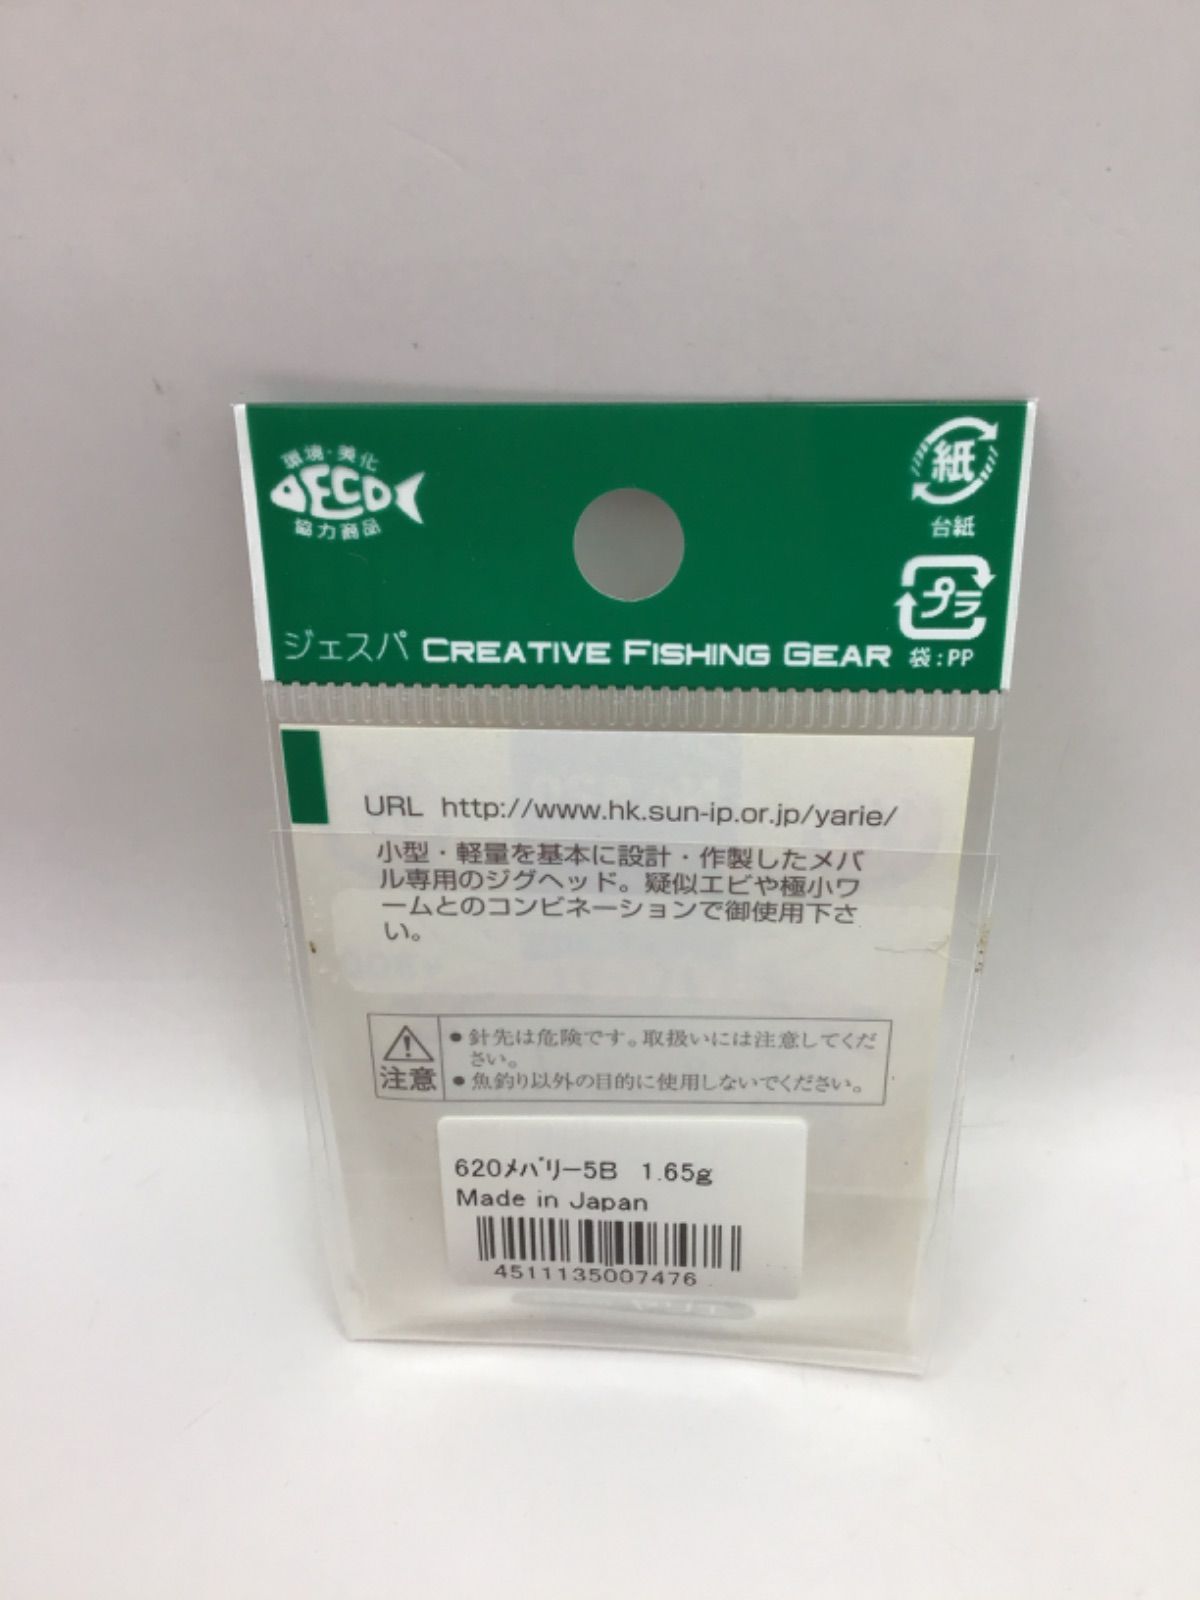 環境・美化
ECO
協力商品
紙
台紙
プラ
袋:PP
ジェスパ CREATIVE FISHING GEAR
URL http://www.hk.sun-ip.or.jp/yarie/
小型・軽量を基本に設計・作製したメバ
ル専用のジグヘッド。疑似エビや極小ワ
ームとのコンビネーションで御使用下さ
い。
注意
●針先は危険です。取扱いには注意してくだ
さい。
●魚釣り以外の目的に使用しないでください。
620ﾒﾊﾞﾘｰ5B 1.65g
Made in Japan
4511135007476